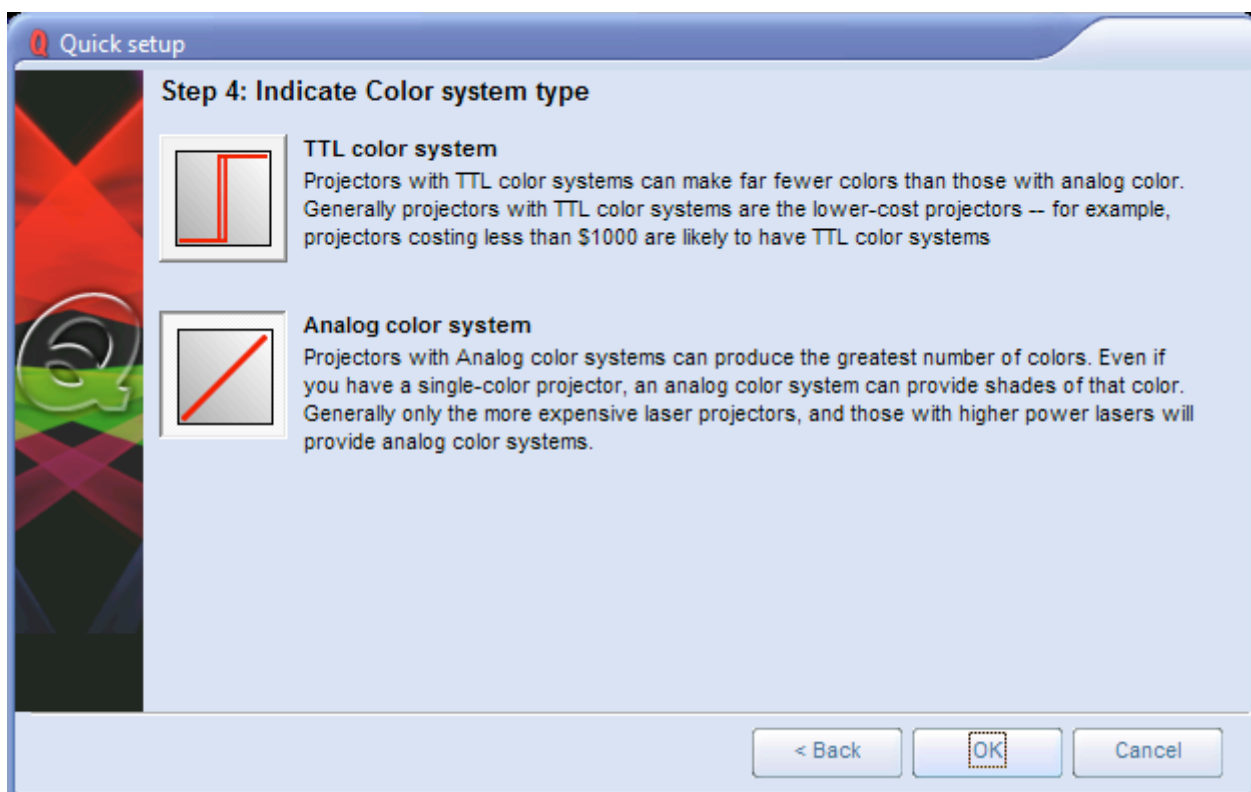 Quick setup
Step 4: Indicate Color system type
TTL color system
Projectors with TTL color systems can make far fewer colors than those with analog color.
Generally projectors with TTL color systems are the lower-cost projectors -- for example,
projectors costing less than $1000 are likely to have TTL color systems
Analog color system
Projectors with Analog color systems can produce the greatest number of colors. Even if
you have a single-color projector, an analog color system can provide shades of that color.
Generally only the more expensive laser projectors, and those with higher power lasers will
provide analog color systems.
Q
< Back
OK
Cancel